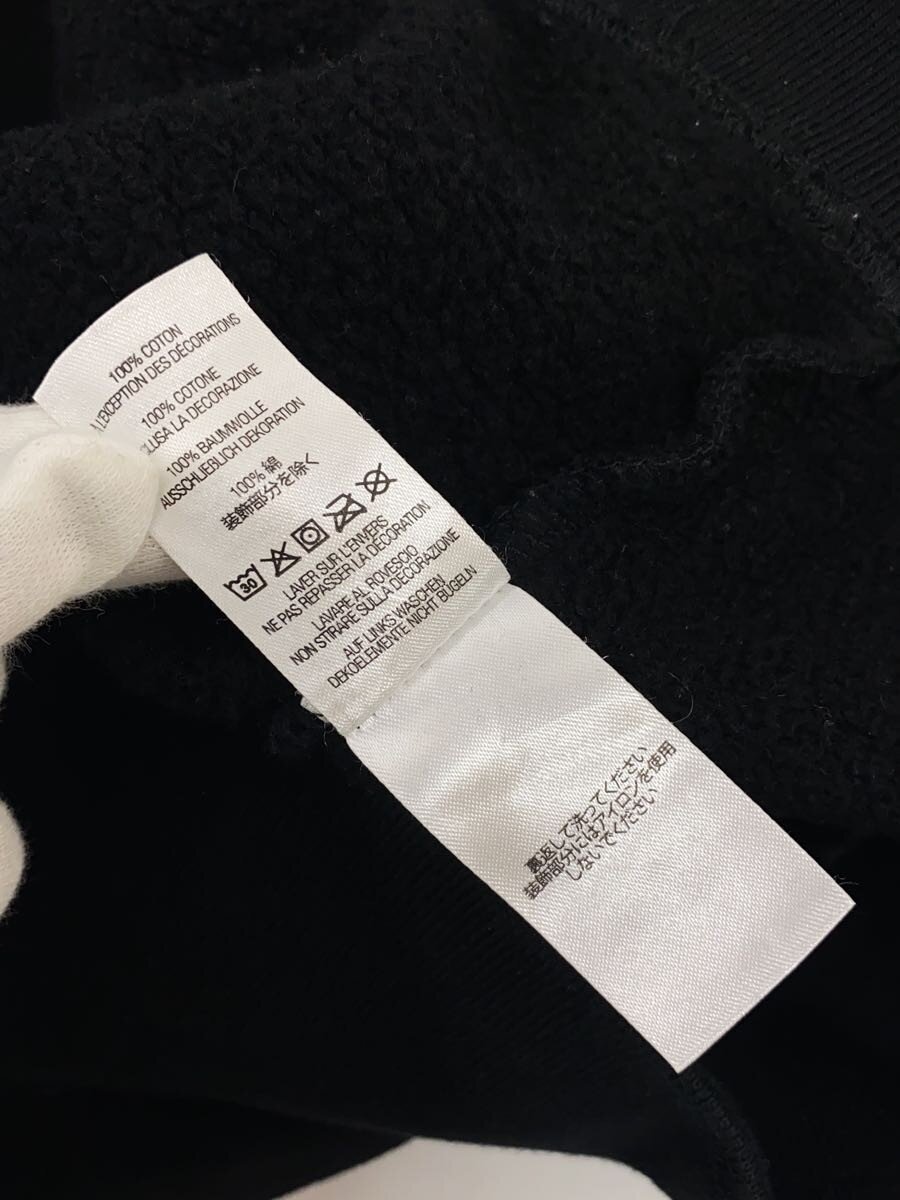 100% COTON
L'EXCEPTION DES DÉCORATIONS
100% COTONE
LA DECORAZIONE
100% BAUMWOLLE
AUSSCHLIEBLICH DEKORATION
100% 綿
装飾部分を除く
30
LAVER SUR L'ENVERS
NE PAS REPASSER LA DÉCORATION
LAVARE AL ROVESCIO
NON STIRARE SULLA DECORAZIONE
AUF LINKS WASCHEN
DEKOELEMENTE NICHT BÜGELN
裏返して洗ってください
装飾部分にはアイロンを使用
しないでください